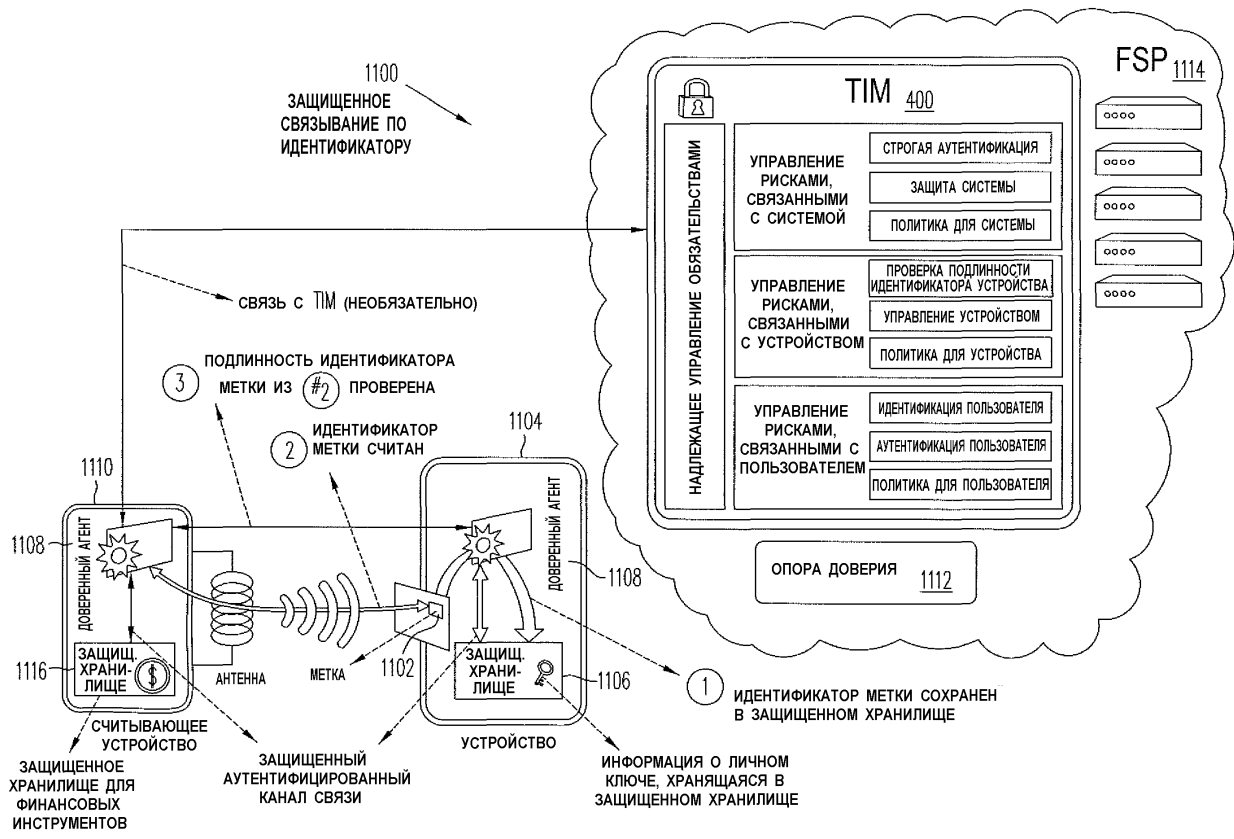 1100
ЗАЩИЩЕННОЕ
СВЯЗЫВАНИЕ ПО
ИДЕНТИФИКАТОРУ
FSP 1114
TIM 400
НАДЛЕЖАЩЕЕ УПРАВЛЕНИЕ ОБЯЗАТЕЛЬСТВАМИ
УПРАВЛЕНИЕ
РИСКАМИ,
СВЯЗАННЫМИ
С СИСТЕМОЙ
СТРОГАЯ АУТЕНТИФИКАЦИЯ
ЗАЩИТА СИСТЕМЫ
ПОЛИТИКА ДЛЯ СИСТЕМЫ
УПРАВЛЕНИЕ
РИСКАМИ,
СВЯЗАННЫМИ
С УСТРОЙСТВОМ
ПРОВЕРКА ПОДЛИННОСТИ
ИДЕНТИФИКАТОРА УСТРОЙСТВА
УПРАВЛЕНИЕ УСТРОЙСТВОМ
ПОЛИТИКА ДЛЯ УСТРОЙСТВА
УПРАВЛЕНИЕ
РИСКАМИ,
СВЯЗАННЫМИ С
ПОЛЬЗОВАТЕЛЕМ
ИДЕНТИФИКАЦИЯ ПОЛЬЗОВАТЕЛЯ
АУТЕНТИФИКАЦИЯ ПОЛЬЗОВАТЕЛЯ
ПОЛИТИКА ДЛЯ ПОЛЬЗОВАТЕЛЯ
ОПОРА ДОВЕРИЯ 1112
СВЯЗЬ С TIM (НЕОБЯЗАТЕЛЬНО)
3 ПОДЛИННОСТЬ ИДЕНТИФИКАТОРА
МЕТКИ ИЗ #2 ПРОВЕРЕНА
2 ИДЕНТИФИКАТОР
МЕТКИ СЧИТАН
1104
1110
1108
ДОВЕРЕННЫЙ АГЕНТ
ДОВЕРЕННЫЙ АГЕНТ
1108
1116
ЗАЩИЩ.
ХРАНИ-
ЛИЩЕ
$
АНТЕННА
МЕТКА
1102
ЗАЩИЩ.
ХРАНИ-
ЛИЩЕ
1106
1 ИДЕНТИФИКАТОР МЕТКИ СОХРАНЕН
В ЗАЩИЩЕННОМ ХРАНИЛИЩЕ
СЧИТЫВАЮЩЕЕ
УСТРОЙСТВО
УСТРОЙСТВО
ЗАЩИЩЕННОЕ
ХРАНИЛИЩЕ ДЛЯ
ФИНАНСОВЫХ
ИНСТРУМЕНТОВ
ЗАЩИЩЕННЫЙ
АУТЕНТИФИЦИРОВАННЫЙ
КАНАЛ СВЯЗИ
ИНФОРМАЦИЯ О ЛИЧНОМ
КЛЮЧЕ, ХРАНЯЩАЯСЯ В
ЗАЩИЩЕННОМ ХРАНИЛИЩЕ